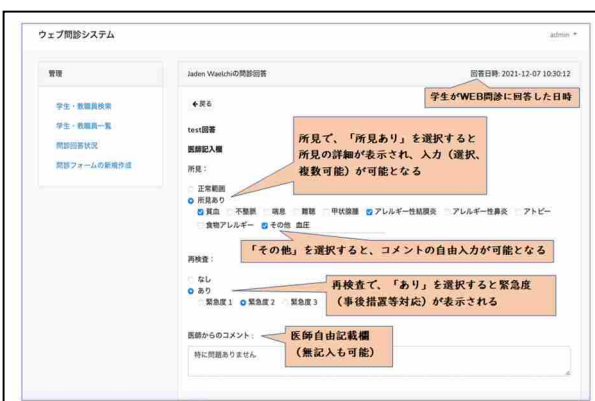 ウェブ問診システム
admin
管理
学生・教職員検索
学生・教職員一覧
問診回答状況
問診フォームの新規作成
Jaden Waelchiの問診回答
回答日時: 2021-12-07 10:30:12
学生がWEB問診に回答した日時
戻る
test回答
医師記入欄
所見で、「所見あり」を選択すると
所見の詳細が表示され、入力(選択、
複数可能)が可能となる
所見:
正常範囲
所見あり
貧血 不整脈 喘息 難聴 甲状腺腫 アレルギー性結膜炎 アレルギー性鼻炎 アトピー
食物アレルギー その他 血圧
「その他」を選択すると、コメントの自由入力が可能となる
再検査:
なし
あり
緊急度 1 緊急度 2 緊急度 3
再検査で、「あり」を選択すると緊急度
(事後措置等対応)が表示される
医師からのコメント:
医師自由記載欄
(無記入も可能)
特に問題ありません